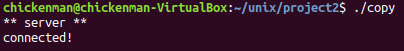 chickenman@chickenman-VirtualBox:~/unix/project2$ ./copy
** server **
connected!